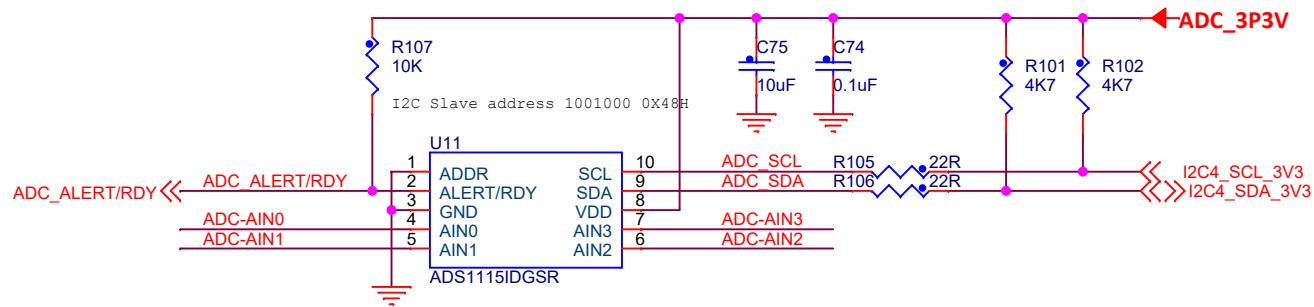 ADC_3P3V
R107
10K
C75
10uF
C74
0.1uF
R101
4K7
R102
4K7
I2C Slave address 1001000 0X48H
U11
1
ADDR
SCL
10
ADC_SCL
R105
22R
I2C4_SCL_3V3
ADC_ALERT/RDY
ADC_ALERT/RDY
2
ALERT/RDY
SDA
9
ADC_SDA
R106
22R
I2C4_SDA_3V3
3
GND
VDD
8
ADC-AIN0
4
AIN0
AIN3
7
ADC-AIN3
ADC-AIN1
5
AIN1
AIN2
6
ADC-AIN2
ADS1115IDGSR